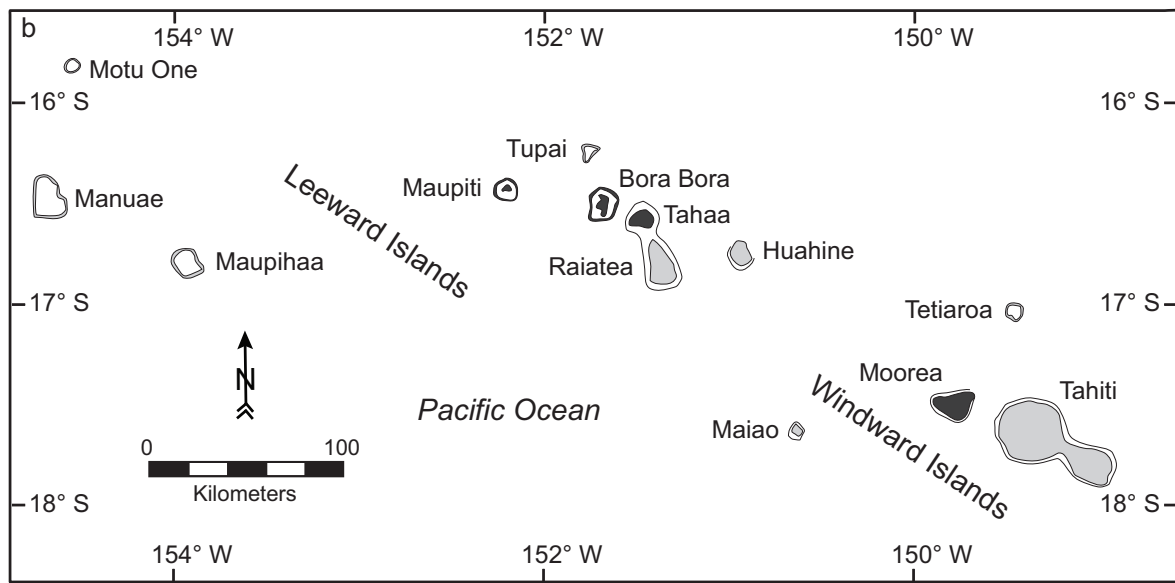 b
154° W
152° W
150° W
Motu One
16° S
16° S
Tupai
Maupiti
Bora Bora
Manuae
Leeward Islands
Tahaa
Maupihaa
Raiatea
Huahine
17° S
17° S
Tetiaroa
N
Moorea
Tahiti
Pacific Ocean
Maiao
Windward Islands
0
100
Kilometers
18° S
18° S
154° W
152° W
150° W